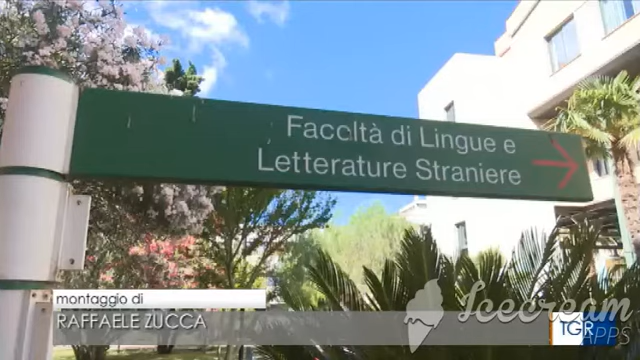 Facoltà di Lingue e
Letterature Straniere
montaggio di
RAFFAELE ZUCCA
Icecream
APPS
TGR